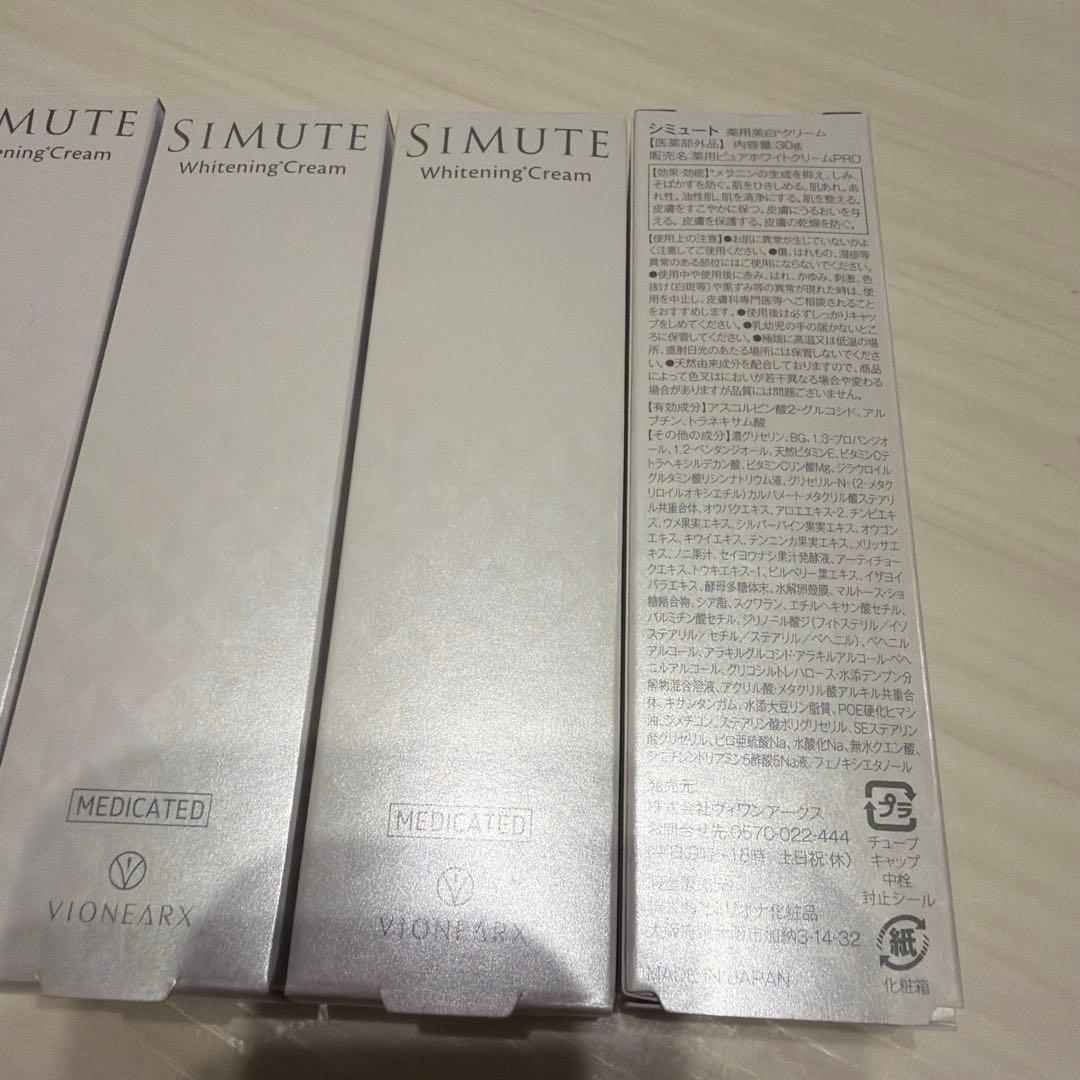 MUTE
ening*Cream
SIMUTE
Whitening*Cream
MEDICATED
VIONEARX
SIMUTE
Whitening*Cream
MEDICATED
VIONEARX
シミュート 薬用美白*クリーム
【医薬部外品】 内容量.30g
販売名.薬用ピュアホワイトクリームPRO
【効果・効能】*メラニンの生成を抑え、しみ、
そばかすを防ぐ。肌をひきしめる。肌あれ。あ
れ性。油性肌。肌を清浄にする。肌を整える。
皮膚をすこやかに保つ。皮膚にうるおいを与
える。皮膚を保護する。皮膚の乾燥を防ぐ。
【使用上の注意】●お肌に異常が生じていないかよ
く注意してご使用ください。●傷、はれもの、湿疹等
異常のある部位にはご使用にならないでください。
●使用中や使用後に赤み、はれ、かゆみ、刺激、色
抜け(白斑等)や黒ずみ等の異常が現れた時は、使
用を中止し、皮膚科専門医等へご相談されること
をおすすめします。●使用後は必ずしっかりキャッ
プをしめてください。●乳幼児の手の届かないとこ
ろに保管してください。●極端に高温又は低温の場
所、直射日光のあたる場所には保管しないでくださ
い。●天然由来成分を配合しておりますので、商品
によって色又はにおいが若干異なる場合や変わる
場合がありますが品質には問題ございません。
【有効成分】アスコルビン酸2-グルコシド、アル
ブチン、トラネキサム酸
【その他の成分】濃グリセリン、BG、1,3-プロパンジオ
ール、1,2-ペンタンジオール、天然ビタミンE、ビタミンCテ
トラヘキシルデカン酸、ビタミンCリン酸Mg、ジラウロイル
グルタミン酸リシンナトリウム液、グリセリル-N-(2-メタク
リロイルオキシエチル)カルバメート・メタクリル酸ステアリ
ル共重合体、オウバクエキス、アロエエキス-2、チンピエキ
ス、ウメ果実エキス、シルバーバイン果実エキス、オウゴン
エキス、キウイエキス、テンニンカ果実エキス、メリッサエ
キス、ノニ果汁、セイヨウナシ果汁発酵液、アーティチョー
クエキス、トウキエキス-1、ビルベリー葉エキス、イザヨイ
バラエキス、酵母多糖体末、水解卵殻膜、マルトース・ショ
糖縮合物、シア脂、スクワラン、エチルヘキサン酸セチル、
パルミチン酸セチル、ダイマージリノール酸ジ(フィトステリル/イソ
ステアリル/セチル/ステアリル/ベヘニル)、ベヘニル
アルコール、アラキルグルコシド・アラキルアルコール・ベヘ
ニルアルコール、グリコシルトレハロース・水添デンプン分
解物混合溶液、アクリル酸・メタクリル酸アルキル共重合
体、キサンタンガム、水添大豆リン脂質、POE硬化ヒマシ
油、ジメチコン、ステアリン酸ポリグリセリル、SEステアリン
酸グリセリル、ピロ亜硫酸Na、水酸化Na、無水クエン酸、
ジエチレントリアミン5酢酸5Na液、フェノキシエタノール
発売元
株式会社ヴィワンアークス
お問合せ先.0570-022-444
(平日9時〜18時 土日祝.休)
化粧品
加納3-14-32
MADE IN JAPAN
プラ
チューブ
キャップ
中栓
封止シール
紙
化粧箱